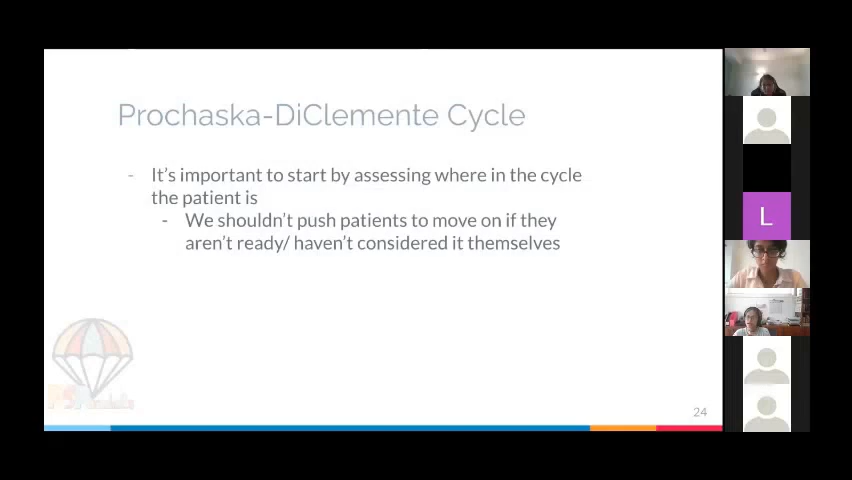 Prochaska-DiClemente Cycle
- It's important to start by assessing where in the cycle
the patient is
- We shouldn't push patients to move on if they
aren't ready/ haven't considered it themselves
24
L